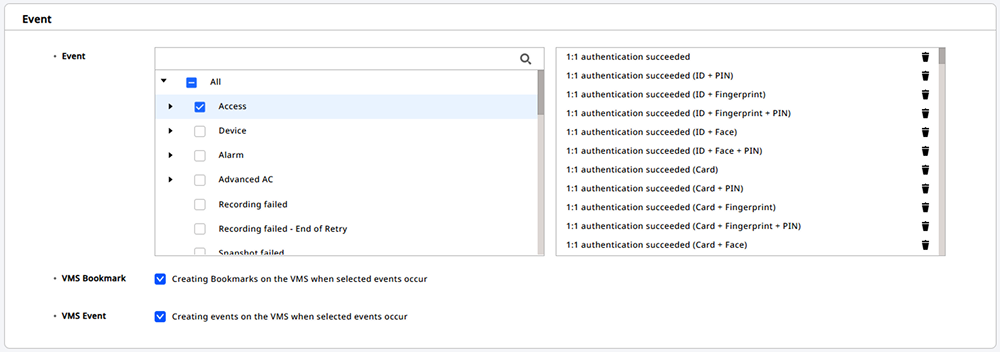 Event
Event
All
Access
Device
Alarm
Advanced AC
Recording failed
Recording failed - End of Retry
Snapshot failed
1:1 authentication succeeded
1:1 authentication succeeded (ID + PIN)
1:1 authentication succeeded (ID + Fingerprint)
1:1 authentication succeeded (ID + Fingerprint + PIN)
1:1 authentication succeeded (ID + Face)
1:1 authentication succeeded (ID + Face + PIN)
1:1 authentication succeeded (Card)
1:1 authentication succeeded (Card + PIN)
1:1 authentication succeeded (Card + Fingerprint)
1:1 authentication succeeded (Card + Fingerprint + PIN)
1:1 authentication succeeded (Card + Face)
VMS Bookmark
Creating Bookmarks on the VMS when selected events occur
VMS Event
Creating events on the VMS when selected events occur